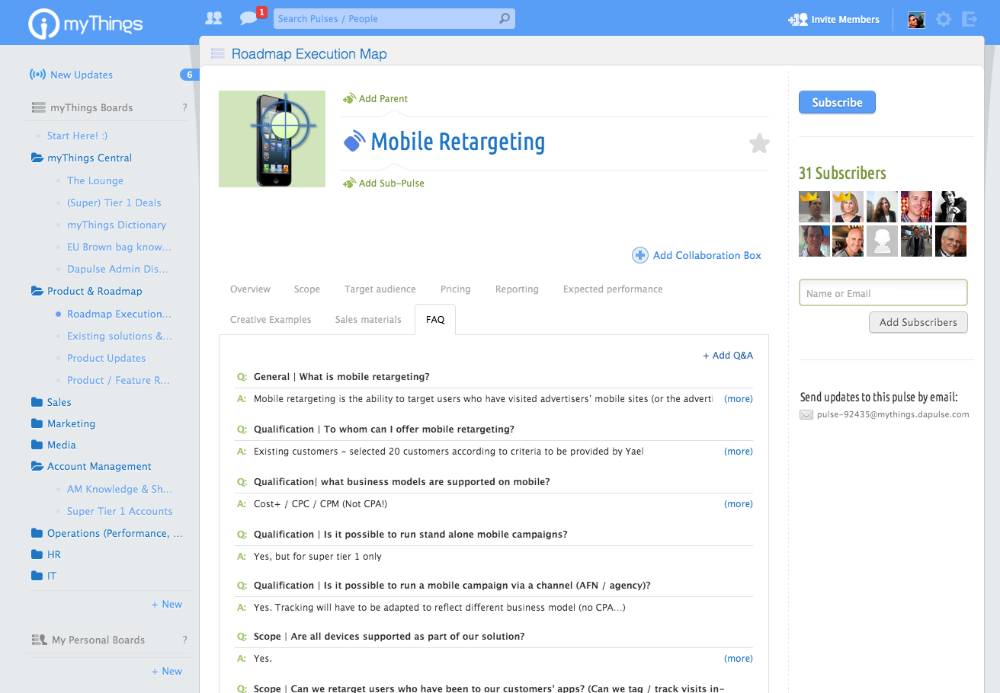 myThings
1
Search Pulses / People
Invite Members
New Updates
6
myThings Boards
?
Start Here! :)
myThings Central
The Lounge
(Super) Tier 1 Deals
myThings Dictionary
EU Brown bag know...
Dapulse Admin Dis...
Product & Roadmap
Roadmap Execution...
Existing solutions &...
Product Updates
Product / Feature R...
Sales
Marketing
Media
Account Management
AM Knowledge & Sh...
Super Tier 1 Accounts
Operations (Performance, ...
HR
IT
+ New
My Personal Boards
?
+ New
Roadmap Execution Map
Add Parent
Mobile Retargeting
Add Sub-Pulse
Add Collaboration Box
Overview Scope Target audience Pricing Reporting Expected performance
Creative Examples Sales materials FAQ
+ Add Q&A
Q: General | What is mobile retargeting?
A: Mobile retargeting is the ability to target users who have visited advertisers' mobile sites (or the adverti (more)
Q: Qualification | To whom can I offer mobile retargeting?
A: Existing customers - selected 20 customers according to criteria to be provided by Yael (more)
Q: Qualification| what business models are supported on mobile?
A: Cost+ / CPC / CPM (Not CPA!) (more)
Q: Qualification | Is it possible to run stand alone mobile campaigns?
A: Yes, but for super tier 1 only
Q: Qualification | Is it possible to run a mobile campaign via a channel (AFN / agency)?
A: Yes. Tracking will have to be adapted to reflect different business model (no CPA...)
Q: Scope | Are all devices supported as part of our solution?
A: Yes. (more)
Q: Scope | Can we retarget users who have been to our customers' apps? (Can we tag / track visits in-
Subscribe
31 Subscribers
Name or Email
Add Subscribers
Send updates to this pulse by email:
pulse-92435@mythings.dapulse.com